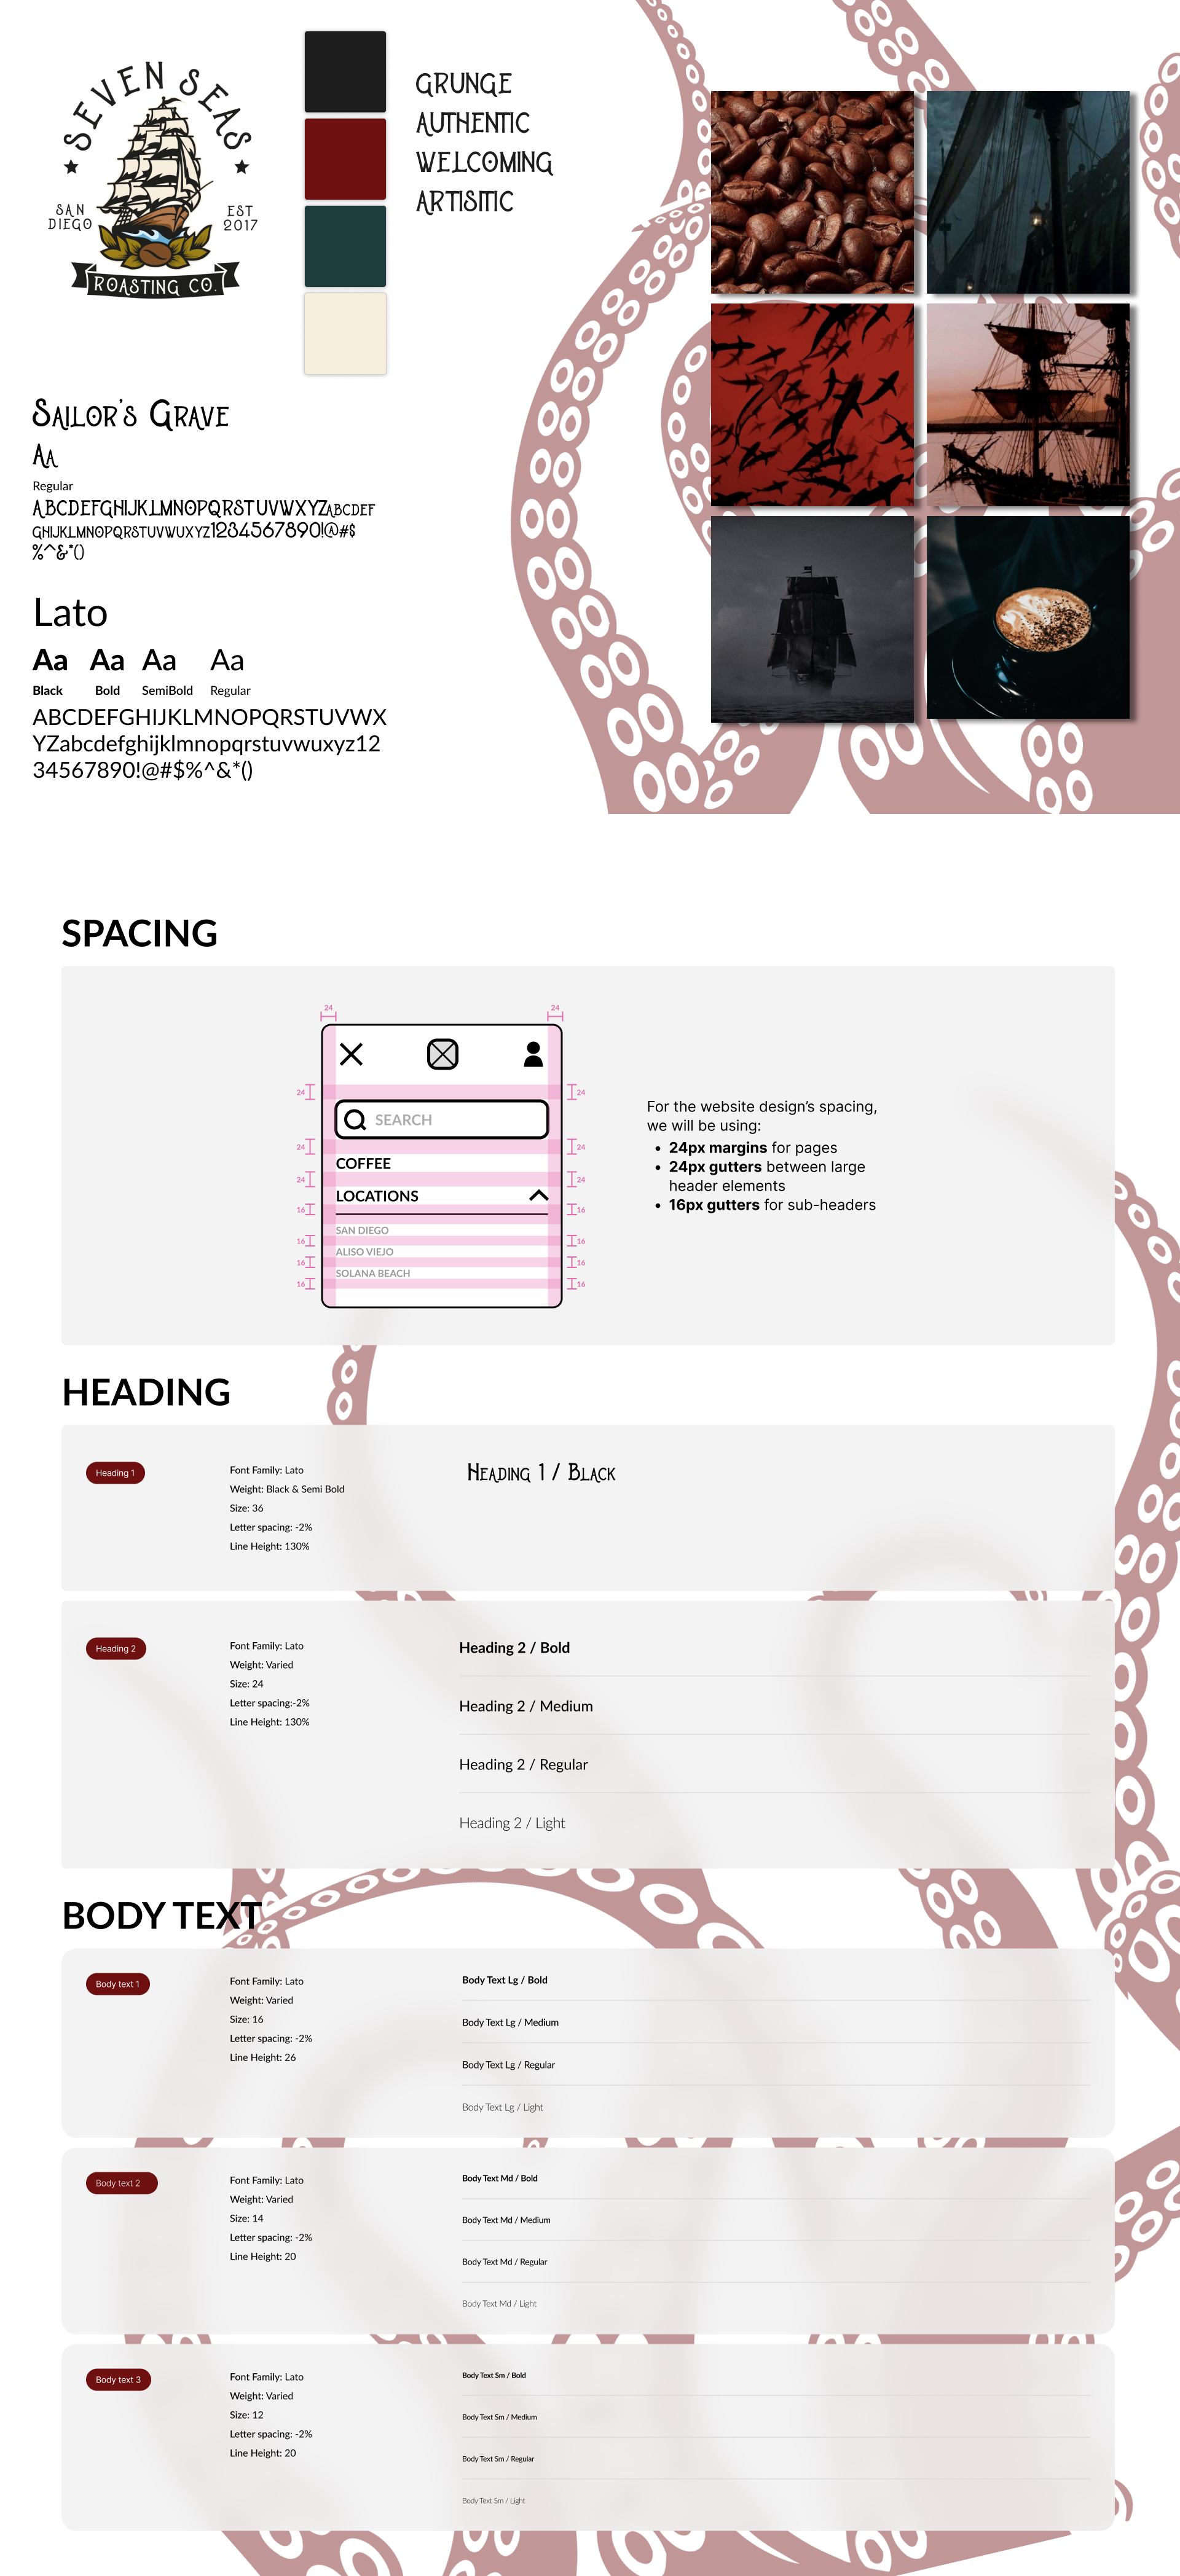 SEVEN SEAS
SAN DIEGO
EST 2017
ROASTING CO.
GRUNGE
AUTHENTIC
WELCOMING
ARTISITIC
SAILOR'S GRAVE
AA
Regular
ABCDEFGHIJKLMNOPQRSTUVWXYZABCDEF
GHIJKLMNOPQRSTUVWUXYZ1234567890!@#$
%^&*()
Lato
Aa Aa Aa Aa
Black Bold SemiBold Regular
ABCDEFGHIJKLMNOPQRSTUVWX
YZabcdefghijklmnopqrstuvwuxyz12
34567890!@#$%^&*()
SPACING
24 24
24 24
SEARCH
24 24
COFFEE
24 24
LOCATIONS
16 16
SAN DIEGO
16 16
ALISO VIEJO
16 16
SOLANA BEACH
16 16
For the website design’s spacing,
we will be using:
• 24px margins for pages
• 24px gutters between large
header elements
• 16px gutters for sub-headers
HEADING
Heading 1
Font Family: Lato
Weight: Black & Semi Bold
Size: 36
Letter spacing: -2%
Line Height: 130%
HEADING 1 / BLACK
Heading 2
Font Family: Lato
Weight: Varied
Size: 24
Letter spacing:-2%
Line Height: 130%
Heading 2 / Bold
Heading 2 / Medium
Heading 2 / Regular
Heading 2 / Light
BODY TEXT
Body text 1
Font Family: Lato
Weight: Varied
Size: 16
Letter spacing: -2%
Line Height: 26
Body Text Lg / Bold
Body Text Lg / Medium
Body Text Lg / Regular
Body Text Lg / Light
Body text 2
Font Family: Lato
Weight: Varied
Size: 14
Letter spacing: -2%
Line Height: 20
Body Text Md / Bold
Body Text Md / Medium
Body Text Md / Regular
Body Text Md / Light
Body text 3
Font Family: Lato
Weight: Varied
Size: 12
Letter spacing: -2%
Line Height: 20
Body Text Sm / Bold
Body Text Sm / Medium
Body Text Sm / Regular
Body Text Sm / Light